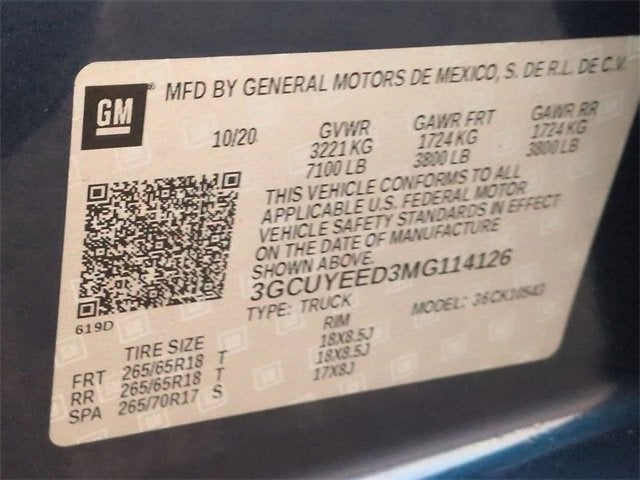 GM MFD BY GENERAL MOTORS DE MEXICO, S. DE R.L. DE C.V.
10/20 GVWR GAWR FRT GAWR RR
3221 KG 1724 KG 1724 KG
7100 LB 3800 LB 3800 LB
THIS VEHICLE CONFORMS TO ALL
APPLICABLE U.S. FEDERAL MOTOR
VEHICLE SAFETY STANDARDS IN EFFECT
ON THE DATE OF MANUFACTURE
SHOWN ABOVE.
3GCUYEED3MG114126
619D
TYPE: TRUCK MODEL: 36CK10543
TIRE SIZE RIM
FRT 265/65R18 T 18X8.5J
RR 265/65R18 T 18X8.5J
SPA 265/70R17 S 17X8J